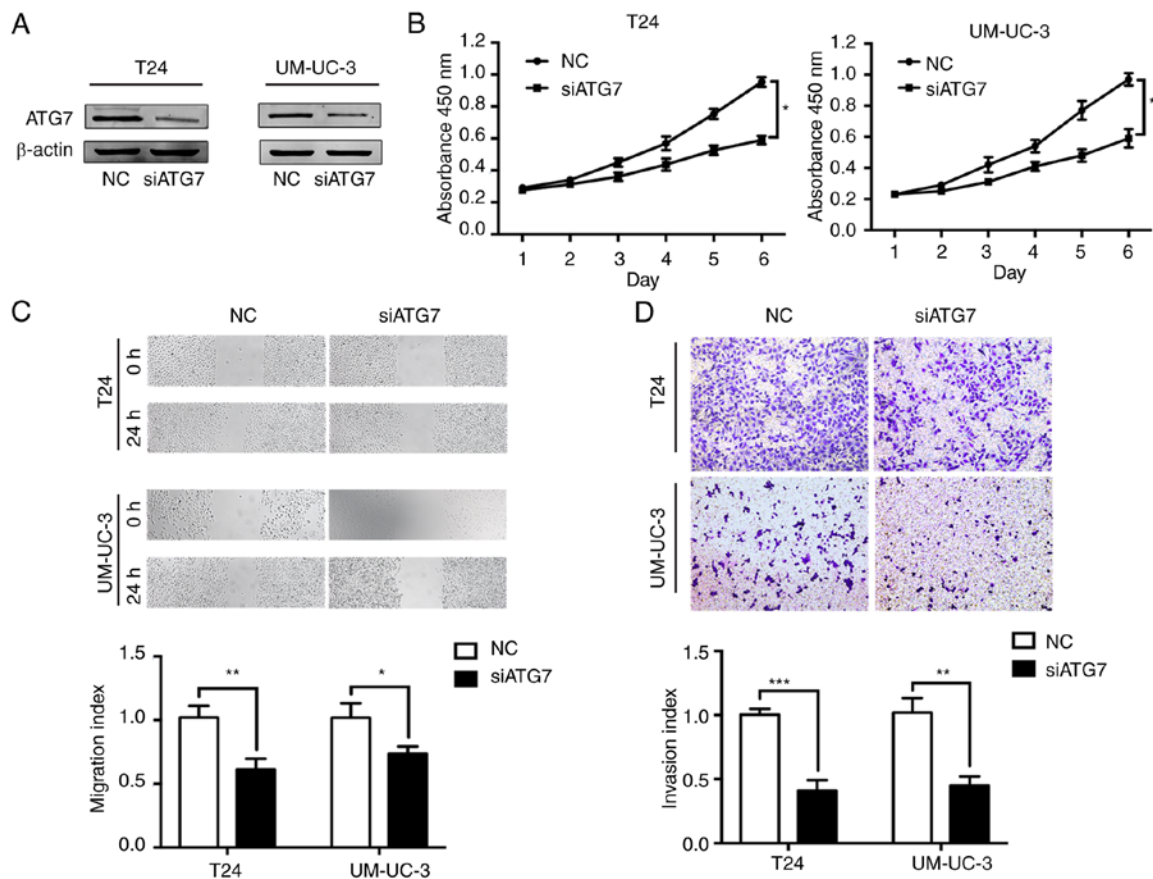 A
T24
UM-UC-3
ATG7
β-actin
NC siATG7
NC siATG7
B
T24
Absorbance 450 nm
1.2
1.0
0.8
0.6
0.4
0.2
0.0
NC
siATG7
*
1 2 3 4 5 6
Day
UM-UC-3
Absorbance 450 nm
1.2
1.0
0.8
0.6
0.4
0.2
0.0
NC
siATG7
*
1 2 3 4 5 6
Day
C
NC siATG7
T24
0 h
24 h
UM-UC-3
0 h
24 h
Migration index
1.5
1.0
0.5
0.0
NC
siATG7
**
*
T24 UM-UC-3
D
NC siATG7
T24
UM-UC-3
Invasion index
1.5
1.0
0.5
0.0
NC
siATG7
***
**
T24 UM-UC-3